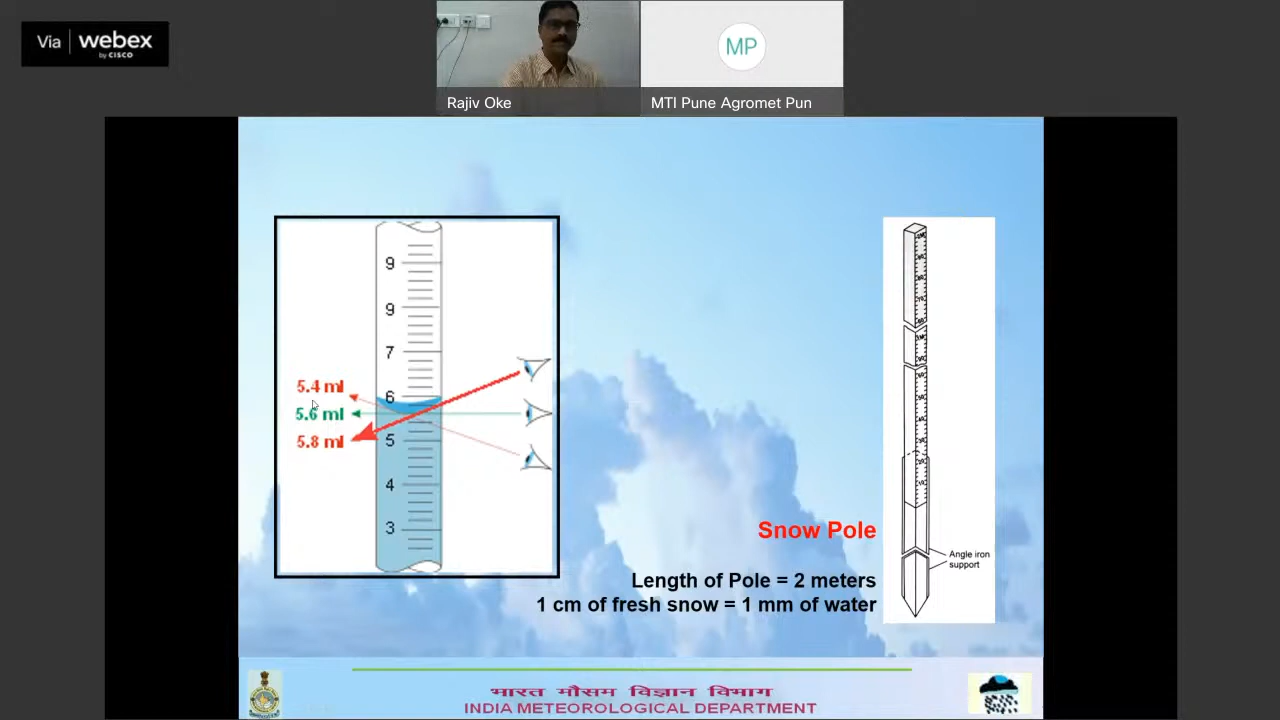 Via webex
by CISCO
MP
Rajiv Oke
MTI Pune Agromet Pun
9
9
7
6
5
4
3
5.4 ml
5.6 ml
5.8 ml
Snow Pole
Length of Pole = 2 meters
1 cm of fresh snow = 1 mm of water
Angle iron
support
भारत मौसम विज्ञान विभाग
INDIA METEOROLOGICAL DEPARTMENT